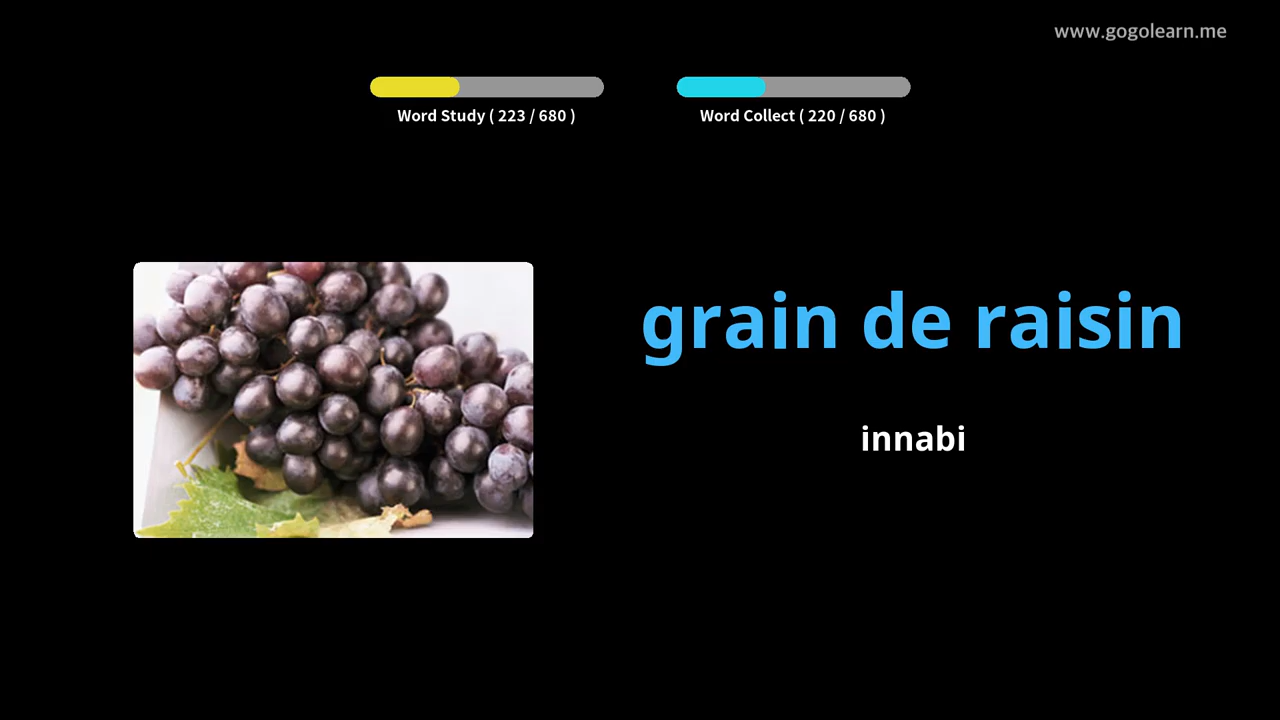 www.gogolearn.me
Word Study ( 223 / 680 )
Word Collect ( 220 / 680 )
grain de raisin
innabi